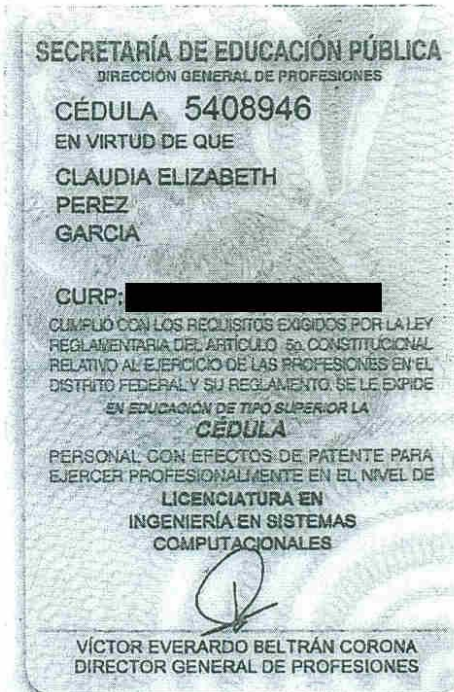 SECRETARÍA DE EDUCACIÓN PÚBLICA
DIRECCIÓN GENERAL DE PROFESIONES
CÉDULA 5408946
EN VIRTUD DE QUE
CLAUDIA ELIZABETH
PEREZ
GARCIA
CURP:
CUMPLIÓ CON LOS REQUISITOS EXIGIDOS POR LA LEY
REGLAMENTARIA DEL ARTÍCULO 5o. CONSTITUCIONAL
RELATIVO AL EJERCICIO DE LAS PROFESIONES EN EL
DISTRITO FEDERAL Y SU REGLAMENTO, SE LE EXPIDE
EN EDUCACIÓN DE TIPO SUPERIOR LA
CÉDULA
PERSONAL CON EFECTOS DE PATENTE PARA
EJERCER PROFESIONALMENTE EN EL NIVEL DE
LICENCIATURA EN
INGENIERÍA EN SISTEMAS
COMPUTACIONALES
VÍCTOR EVERARDO BELTRÁN CORONA
DIRECTOR GENERAL DE PROFESIONES